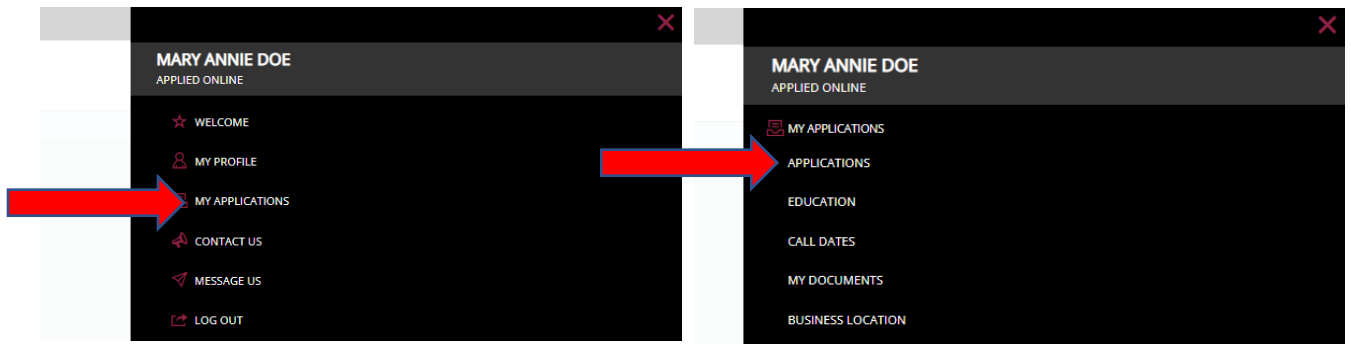 MARY ANNIE DOE
APPLIED ONLINE
WELCOME
MY PROFILE
MY APPLICATIONS
CONTACT US
MESSAGE US
LOG OUT
MARY ANNIE DOE
APPLIED ONLINE
MY APPLICATIONS
APPLICATIONS
EDUCATION
CALL DATES
MY DOCUMENTS
BUSINESS LOCATION